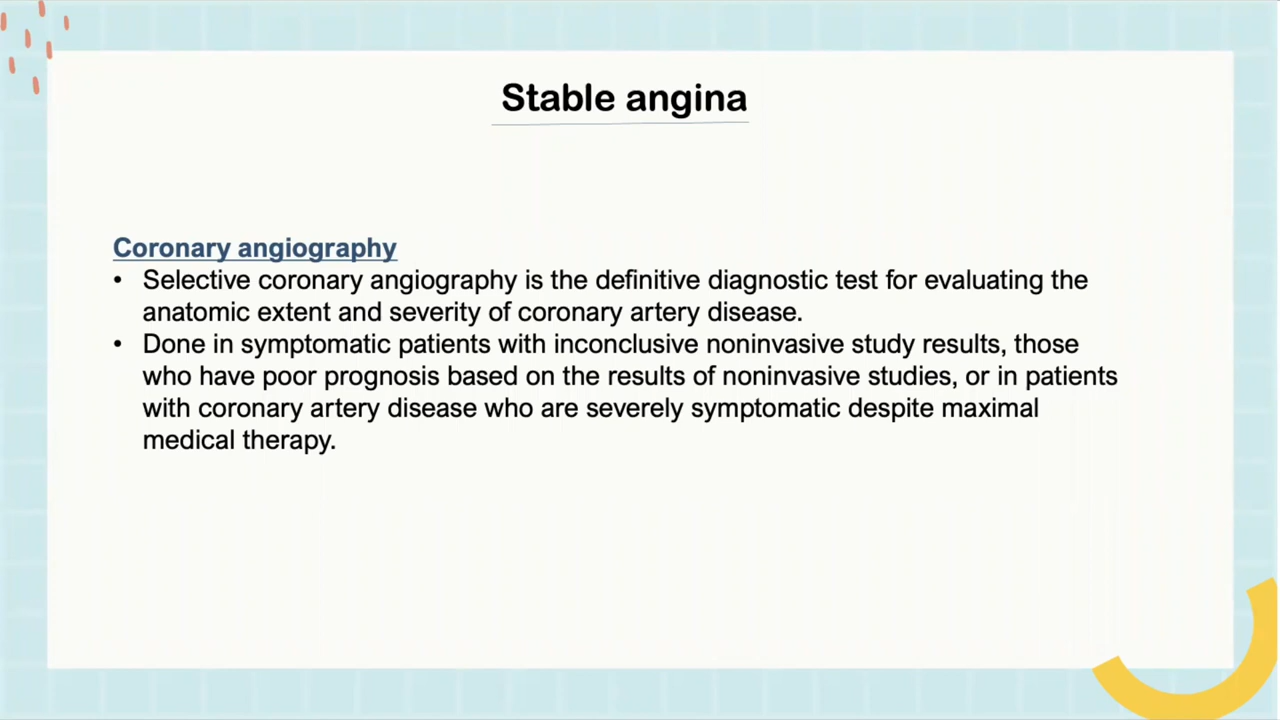 Stable angina
Coronary angiography
• Selective coronary angiography is the definitive diagnostic test for evaluating the
anatomic extent and severity of coronary artery disease.
• Done in symptomatic patients with inconclusive noninvasive study results, those
who have poor prognosis based on the results of noninvasive studies, or in patients
with coronary artery disease who are severely symptomatic despite maximal
medical therapy.